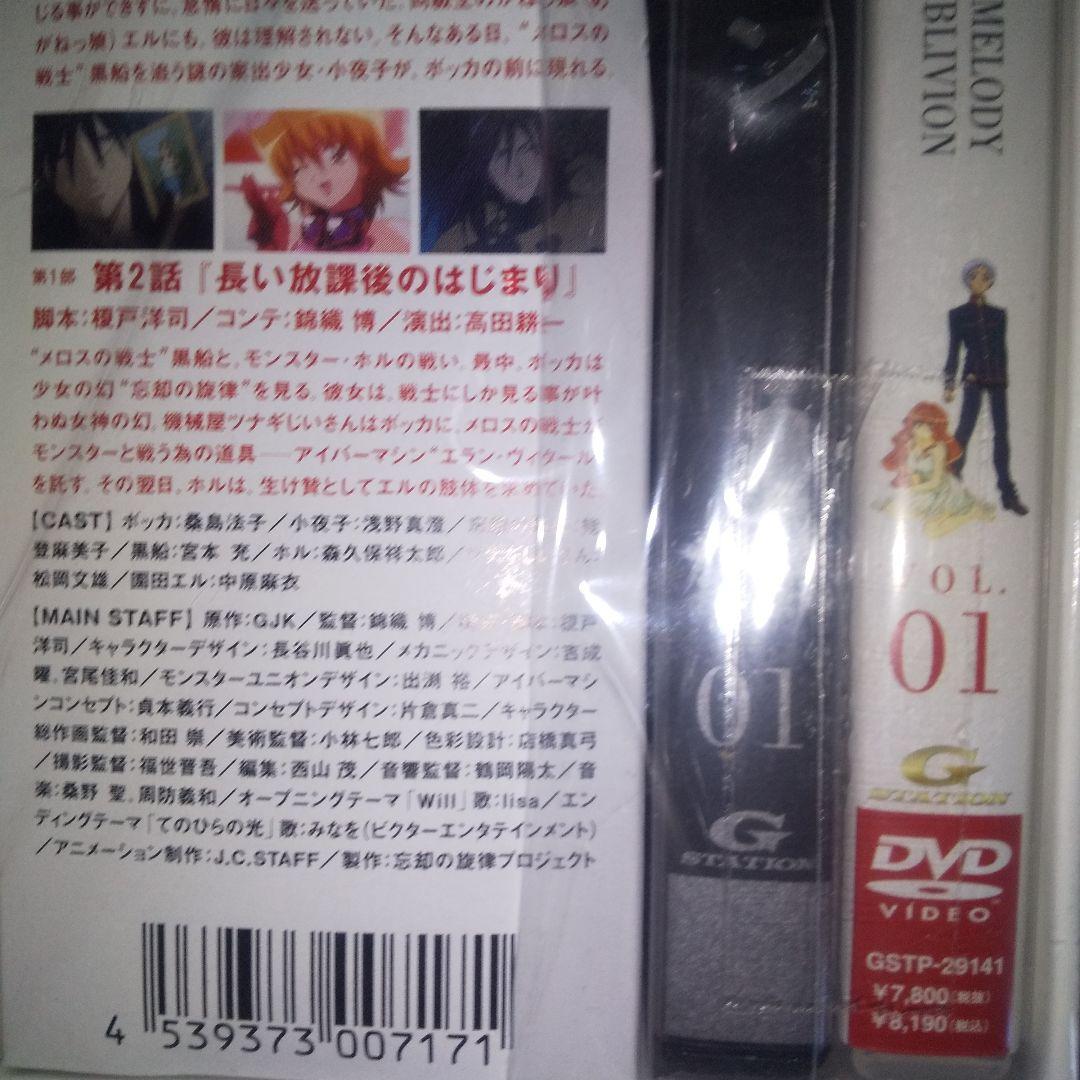 がねっ娘)エルにも、彼は理解されない。そんなある日、“メロスの
戦士”黒船を追う謎の家出少女・小夜子が、ボッカの前に現れる。
第1部 第2話『長い放課後のはじまり』
脚本:榎戸洋司/コンテ:錦織 博/演出:高田耕一
“メロスの戦士”黒船と、モンスター・ホルの戦い。最中、ボッカは
少女の幻“忘却の旋律”を見る。彼女は、戦士にしか見る事が叶
わぬ女神の幻。機械屋ツナギじいさんはボッカに、メロスの戦士が
モンスターと戦う為の道具——アイバーマシン“エラン・ヴィタール”
を託す。その翌日、ホルは、生け贄としてエルの肢体を求めていた。
【CAST】ボッカ:桑島法子/小夜子:浅野真澄/
登麻美子/黒船:宮本 充/ホル:森久保祥太郎/
松岡文雄/園田エル:中原麻衣
【MAIN STAFF】原作:GJK/監督:錦織 博/ 榎戸
洋司/キャラクターデザイン:長谷川眞也/メカニックデザイン:吉成
曜、宮尾佳和/モンスターユニオンデザイン:出渕 裕/アイバーマシ
ンコンセプト:貞本義行/コンセプトデザイン:片倉真二/キャラクター
総作画監督:和田 崇/美術監督:小林七郎/色彩設計:店橋真弓
/撮影監督:福世晋吾/編集:西山 茂/音響監督:鶴岡陽太/音
楽:桑野 聖、周防義和/オープニングテーマ「Will」歌:lisa/エン
ディングテーマ「てのひらの光」歌:みなを(ビクターエンタテインメント)
/アニメーション制作:J.C.STAFF/製作:忘却の旋律プロジェクト
4 539373 007171
01
G
STATION
MELODY
BLIVION
VOL.
01
G
STATION
DVD
VIDEO
GSTP-29141
¥7,800(税抜)
¥8,190(税込)